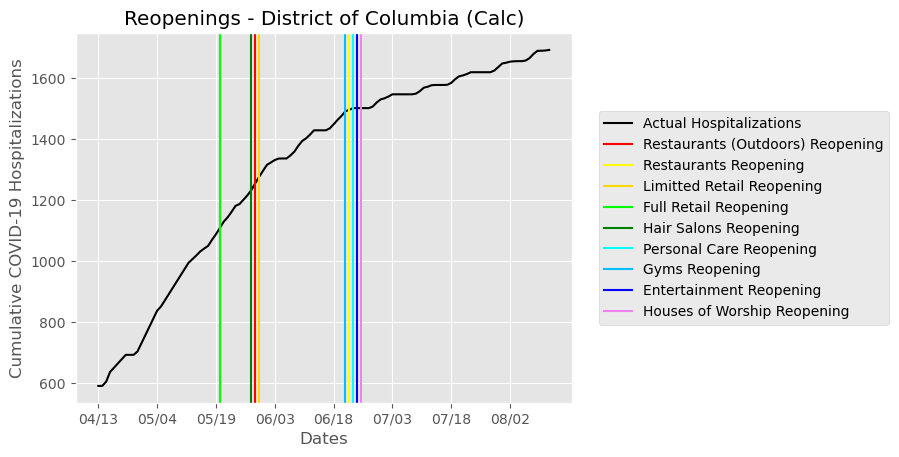 Reopenings - District of Columbia (Calc)
Cumulative COVID-19 Hospitalizations
1600
1400
1200
1000
800
600
04/13 05/04 05/19 06/03 06/18 07/03 07/18 08/02
Dates
Actual Hospitalizations
Restaurants (Outdoors) Reopening
Restaurants Reopening
Limitted Retail Reopening
Full Retail Reopening
Hair Salons Reopening
Personal Care Reopening
Gyms Reopening
Entertainment Reopening
Houses of Worship Reopening